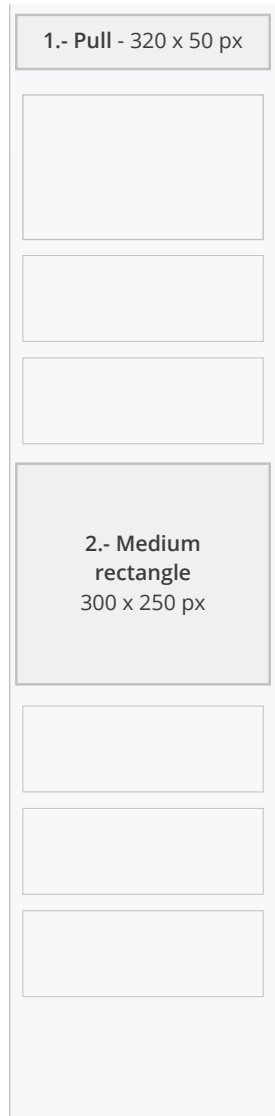 1.- Pull - 320 x 50 px
2.- Medium
rectangle
300 x 250 px